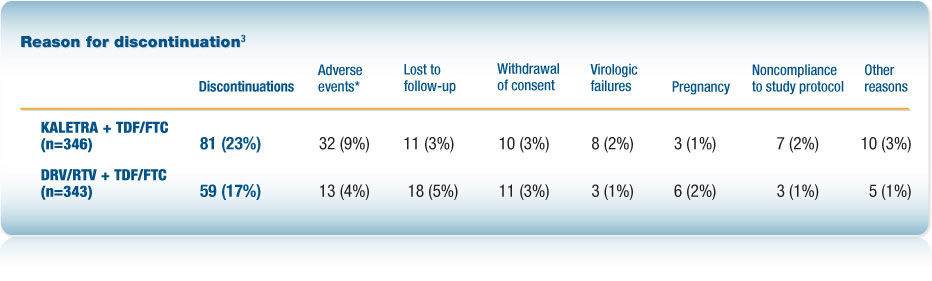 Reason for discontinuation³
Discontinuations Adverse events* Lost to follow-up Withdrawal of consent Virologic failures Pregnancy Noncompliance to study protocol Other reasons
KALETRA + TDF/FTC (n=346) 81 (23%) 32 (9%) 11 (3%) 10 (3%) 8 (2%) 3 (1%) 7 (2%) 10 (3%)
DRV/RTV + TDF/FTC (n=343) 59 (17%) 13 (4%) 18 (5%) 11 (3%) 3 (1%) 6 (2%) 3 (1%) 5 (1%)